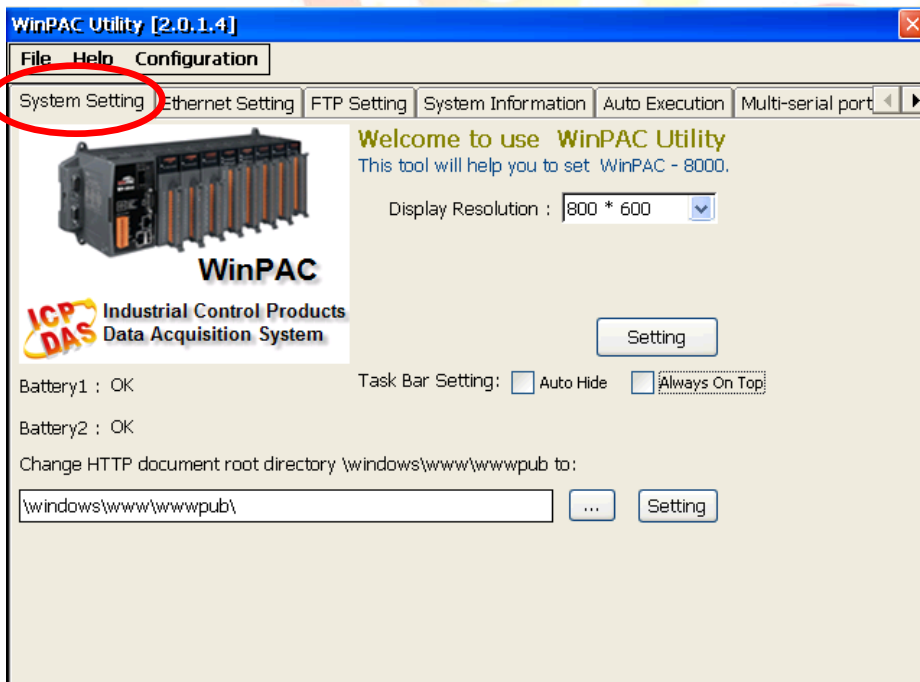 WinPAC Utility [2.0.1.4]
File Help Configuration
System Setting Ethernet Setting FTP Setting System Information Auto Execution Multi-serial port
Welcome to use WinPAC Utility
This tool will help you to set WinPAC - 8000.
Display Resolution : 800 * 600
WinPAC
ICP DAS Industrial Control Products
Data Acquisition System
Setting
Battery1 : OK
Task Bar Setting: Auto Hide Always On Top
Battery2 : OK
Change HTTP document root directory \windows\www\wwwpub to:
\windows\www\wwwpub\ ... Setting